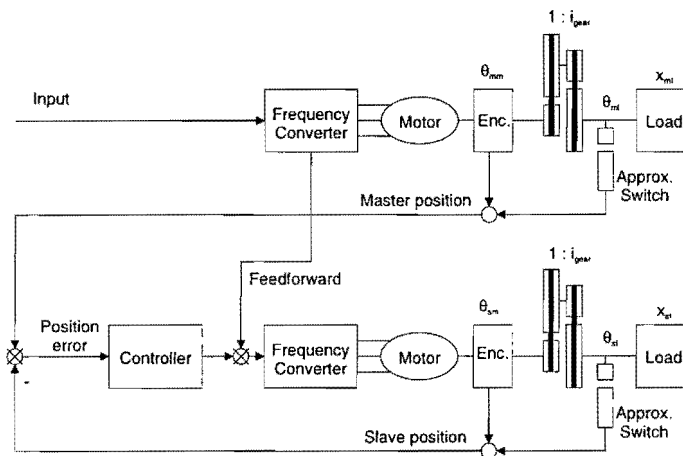 1 : i_gear
θ_mm
θ_ml
x_ml
Input
Frequency
Converter
Motor
Enc.
Load
Approx.
Switch
Master position
1 : i_gear
Feedforward
θ_sm
θ_sl
x_sl
Position
error
Controller
Frequency
Converter
Motor
Enc.
Load
Approx.
Switch
Slave position